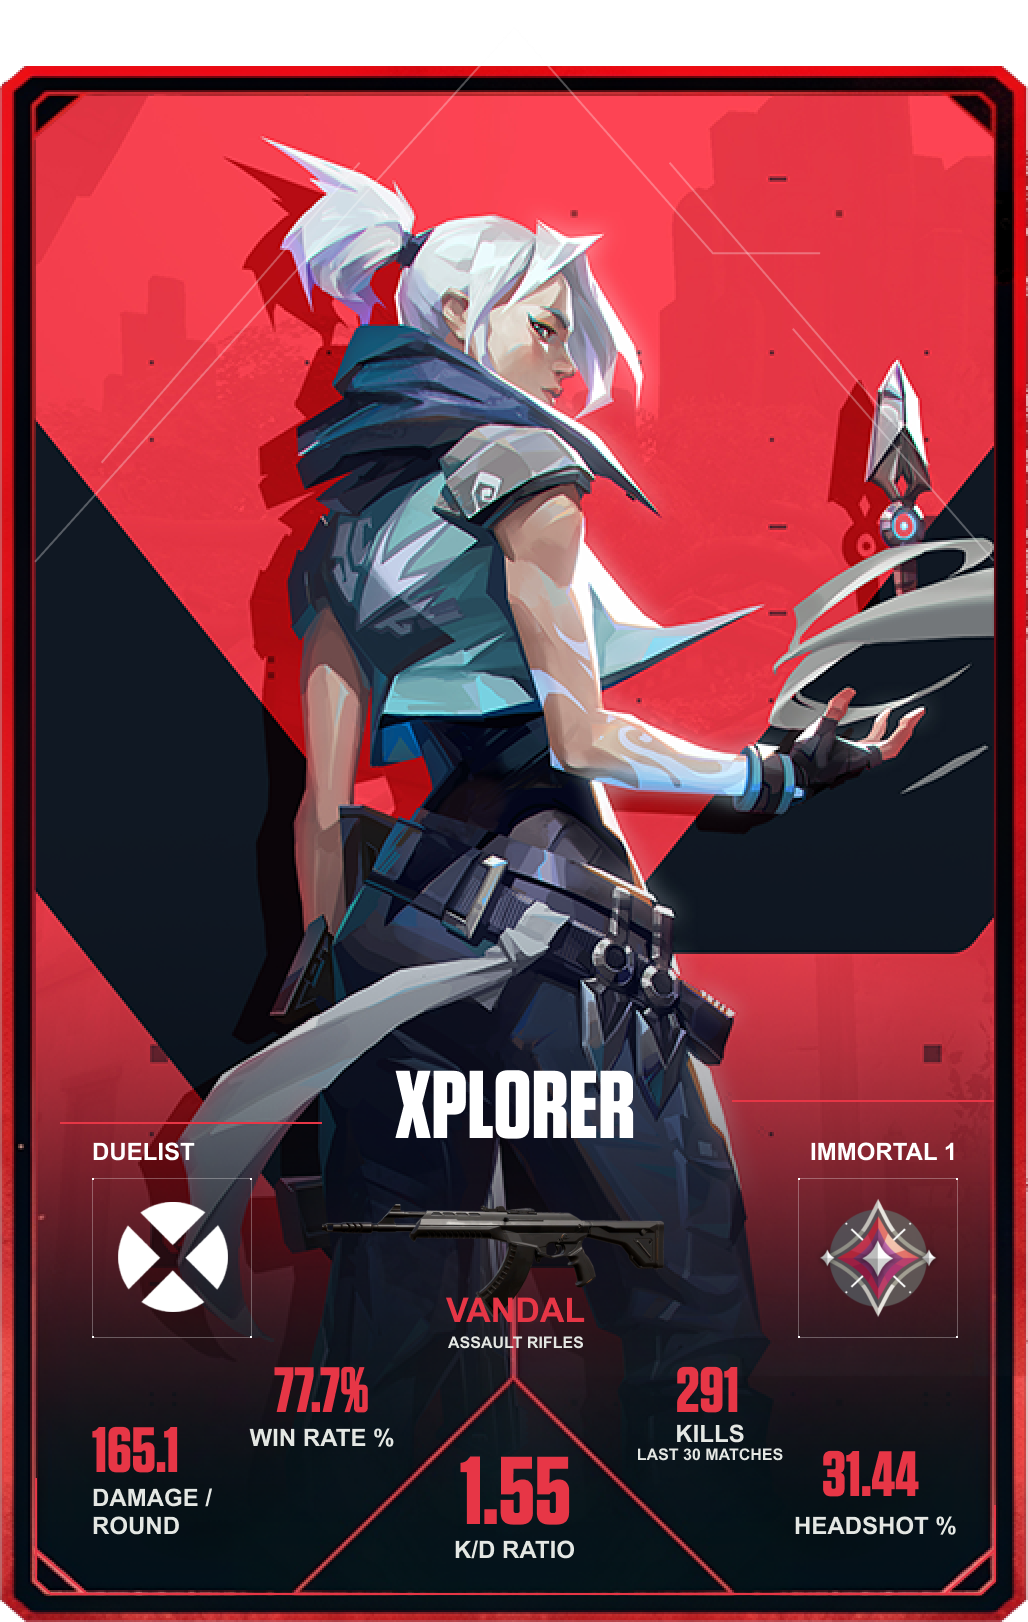 XPLORER
DUELIST
IMMORTAL 1
VANDAL
ASSAULT RIFLES
77.7%
WIN RATE %
291
KILLS
LAST 30 MATCHES
165.1
DAMAGE /
ROUND
1.55
K/D RATIO
31.44
HEADSHOT %